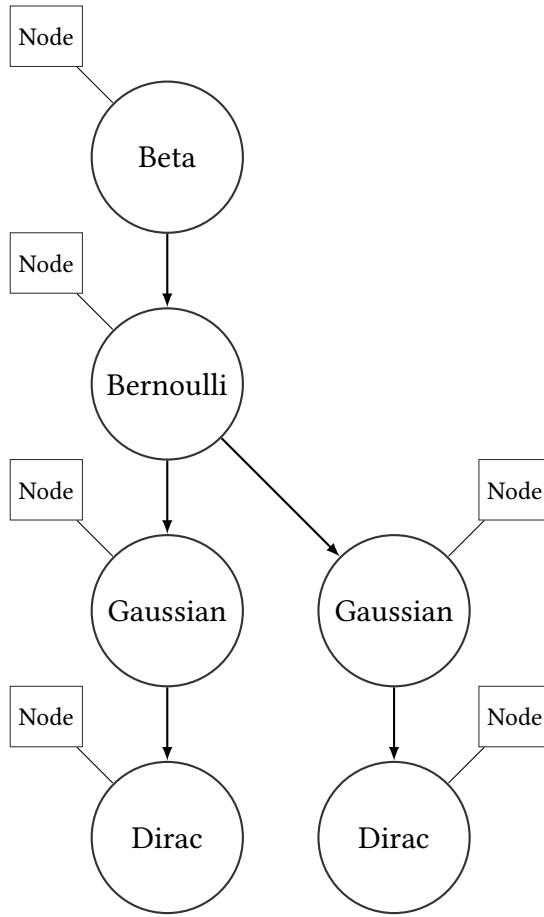 Node
Beta
Node
Bernoulli
Node
Node
Gaussian
Gaussian
Node
Node
Dirac
Dirac